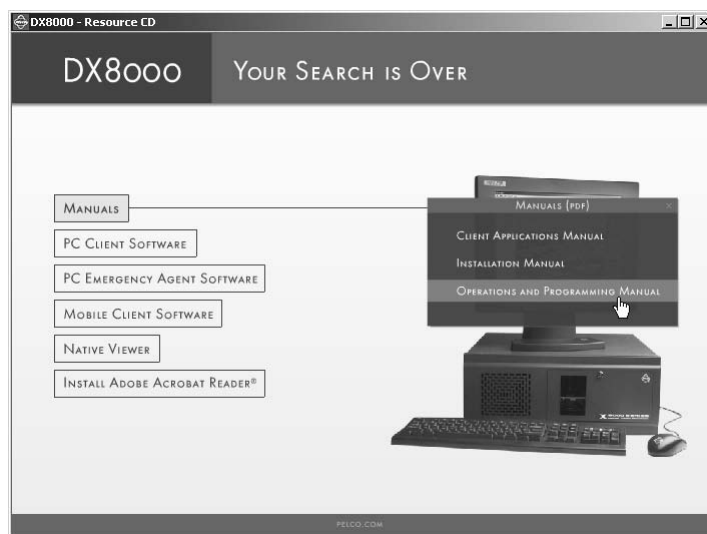 DX8000 - Resource CD
DX8000
YOUR SEARCH IS OVER
MANUALS
PC CLIENT SOFTWARE
PC EMERGENCY AGENT SOFTWARE
MOBILE CLIENT SOFTWARE
NATIVE VIEWER
INSTALL ADOBE ACROBAT READER®
MANUALS (PDF)
CLIENT APPLICATIONS MANUAL
INSTALLATION MANUAL
OPERATIONS AND PROGRAMMING MANUAL
PELCO.COM